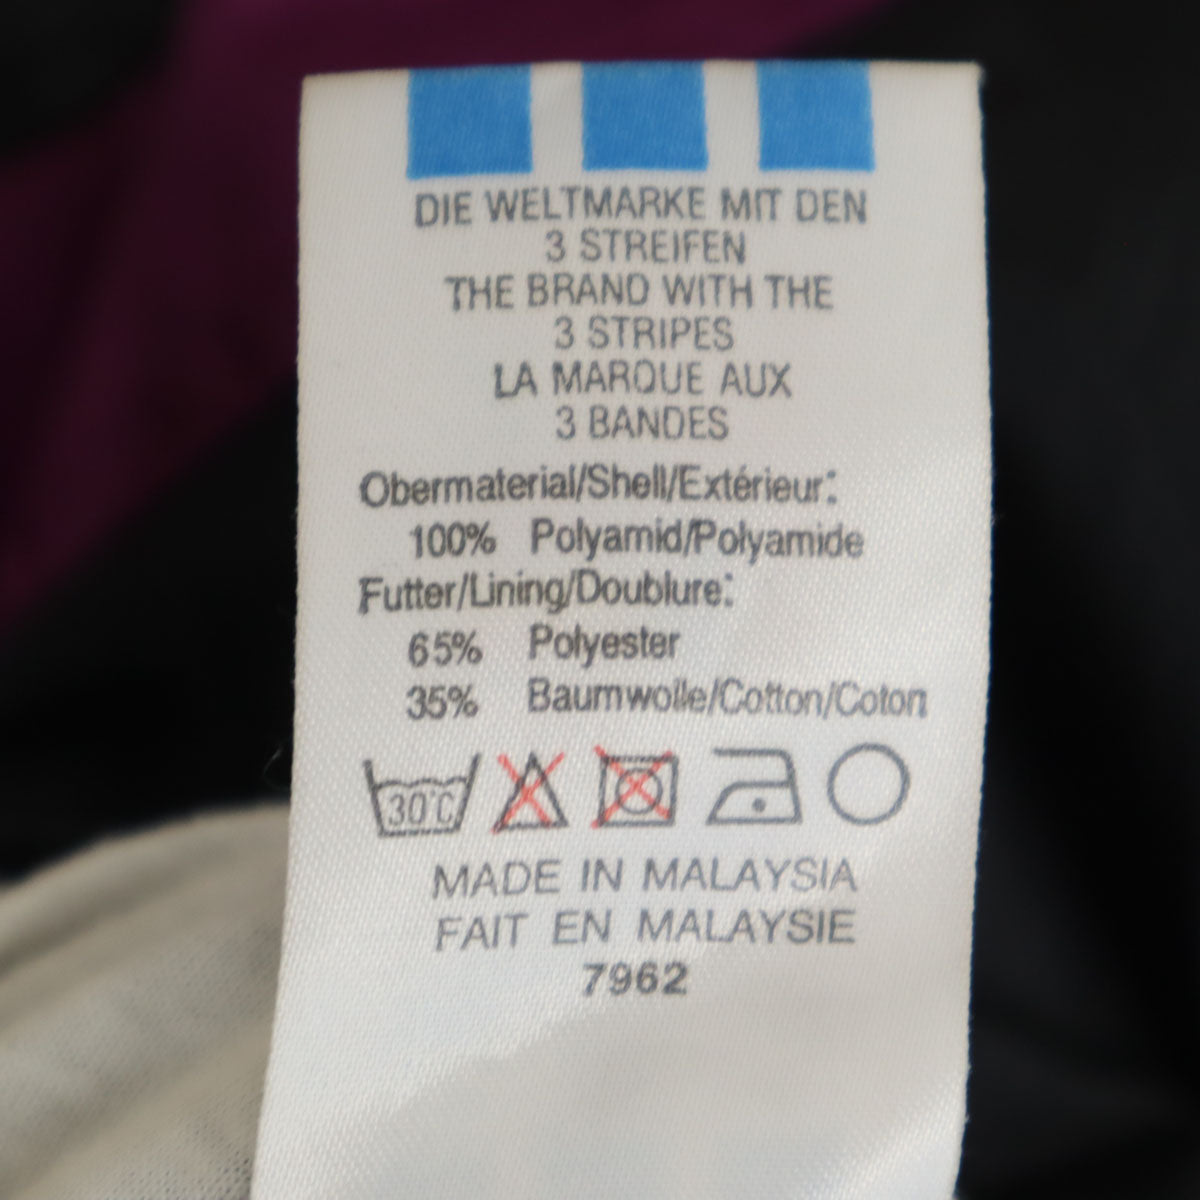 DIE WELTMARKE MIT DEN
3 STREIFEN
THE BRAND WITH THE
3 STRIPES
LA MARQUE AUX
3 BANDES
Obermaterial/Shell/Extérieur:
100% Polyamid/Polyamide
Futter/Lining/Doublure:
65% Polyester
35% Baumwolle/Cotton/Coton
30°C
MADE IN MALAYSIA
FAIT EN MALAYSIE
7962